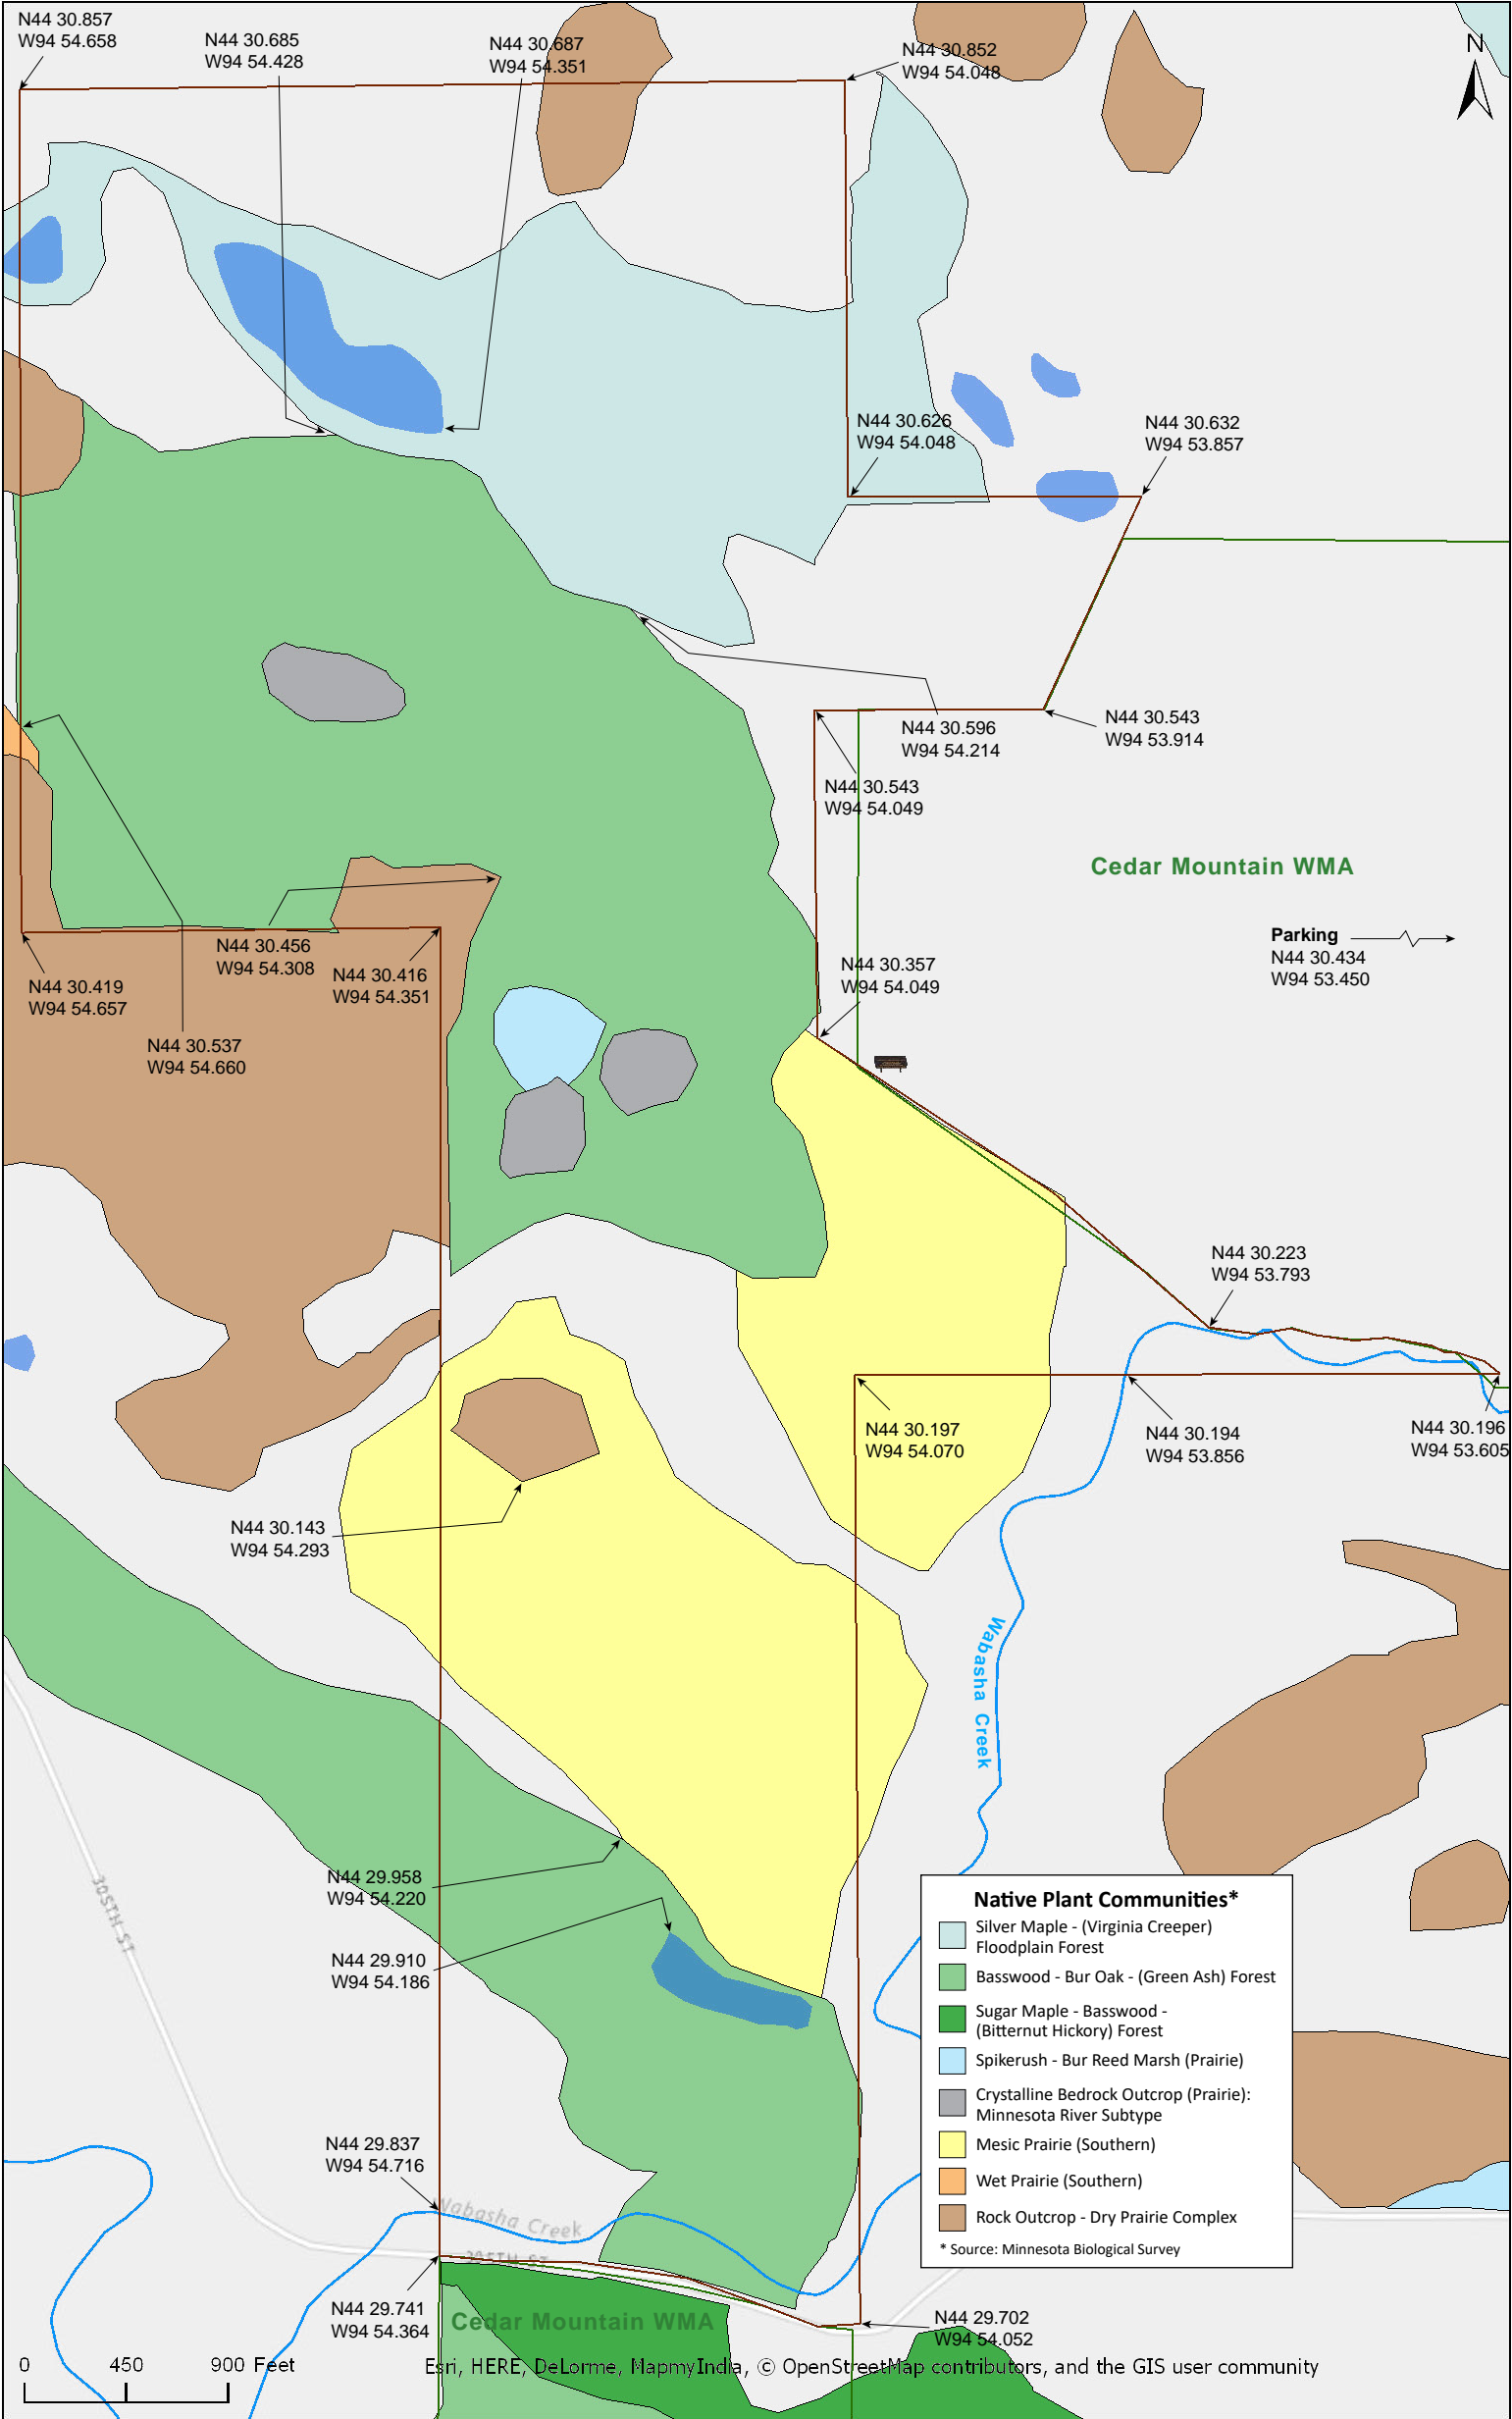 N44 30.857
W94 54.658
N44 30.685
W94 54.428
N44 30.687
W94 54.351
N44 30.852
W94 54.048
N
N44 30.626
W94 54.048
N44 30.632
W94 53.857
N44 30.596
W94 54.214
N44 30.543
W94 53.914
N44 30.543
W94 54.049
Cedar Mountain WMA
Parking
N44 30.434
W94 53.450
N44 30.456
W94 54.308
N44 30.416
W94 54.351
N44 30.357
W94 54.049
N44 30.419
W94 54.657
N44 30.537
W94 54.660
N44 30.223
W94 53.793
N44 30.197
W94 54.070
N44 30.194
W94 53.856
N44 30.196
W94 53.605
N44 30.143
W94 54.293
Wabasha Creek
305TH ST
N44 29.958
W94 54.220
N44 29.910
W94 54.186
Native Plant Communities*
Silver Maple - (Virginia Creeper)
Floodplain Forest
Basswood - Bur Oak - (Green Ash) Forest
Sugar Maple - Basswood -
(Bitternut Hickory) Forest
Spikerush - Bur Reed Marsh (Prairie)
Crystalline Bedrock Outcrop (Prairie):
Minnesota River Subtype
Mesic Prairie (Southern)
Wet Prairie (Southern)
Rock Outcrop - Dry Prairie Complex
* Source: Minnesota Biological Survey
N44 29.837
W94 54.716
Wabasha Creek
305TH ST
N44 29.741
W94 54.364
Cedar Mountain WMA
N44 29.702
W94 54.052
0 450 900 Feet
Esri, HERE, DeLorme, MapmyIndia, © OpenStreetMap contributors, and the GIS user community